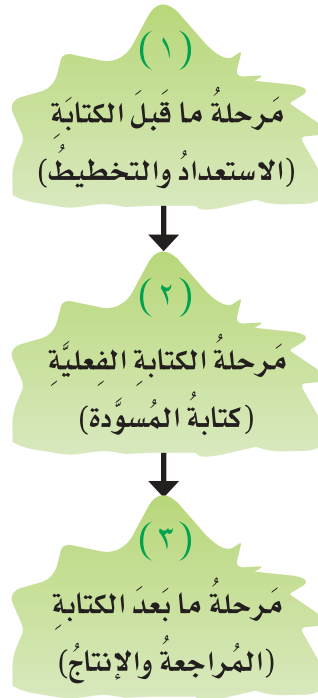 (١)
مَرحلةُ ما قَبلَ الكتابَةِ
(الاستعدادُ والتخطيطُ)
(٢)
مَرحلةُ الكتابةِ الفِعليَّةِ
(كتابةُ المُسوَّدة)
(٣)
مَرحلةُ ما بَعدَ الكتابةِ
(المُراجعةُ والإنتاجُ)